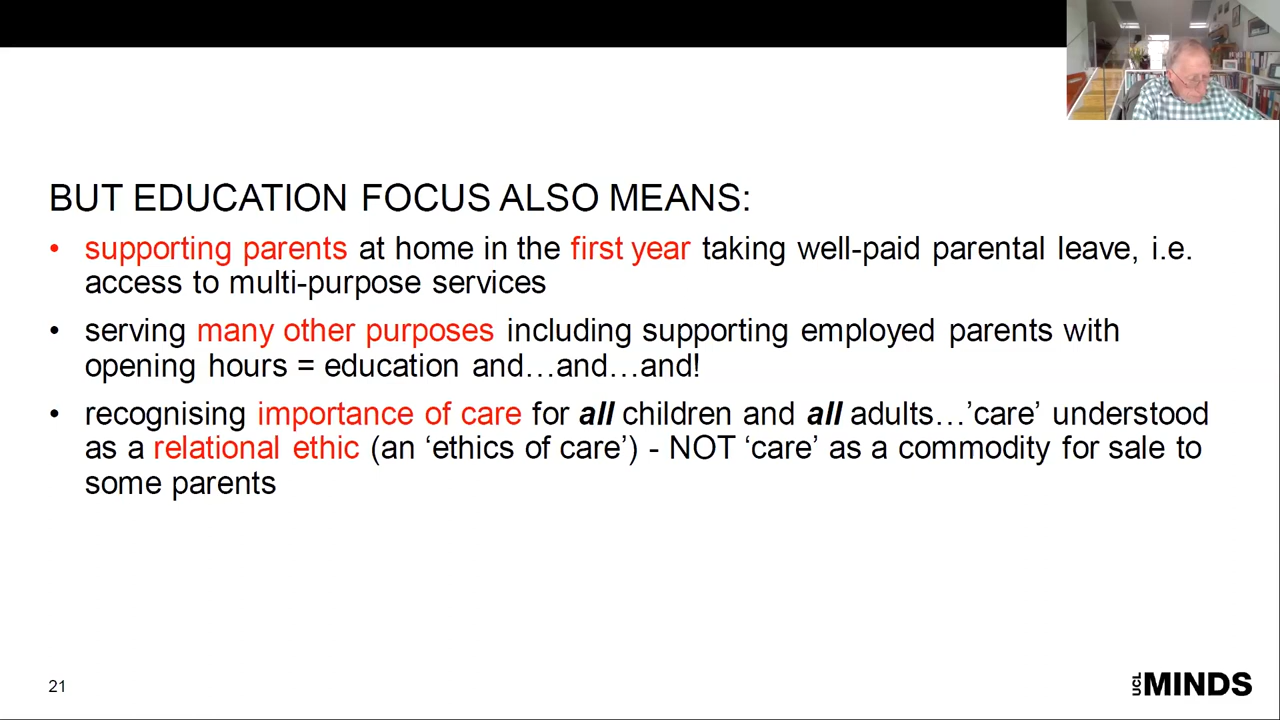 BUT EDUCATION FOCUS ALSO MEANS:
• supporting parents at home in the first year taking well-paid parental leave, i.e.
access to multi-purpose services
• serving many other purposes including supporting employed parents with
opening hours = education and…and…and!
• recognising importance of care for all children and all adults…’care’ understood
as a relational ethic (an ‘ethics of care’) - NOT ‘care’ as a commodity for sale to
some parents
21
UCL MINDS